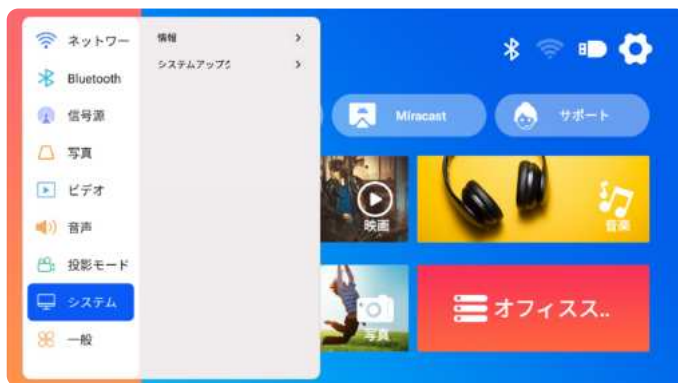 ネットワー
Bluetooth
信号源
写真
ビデオ
音声
投影モード
システム
一般
情報
システムアップグ
Miracast
サポート
映画
音楽
写真
オフィスス..